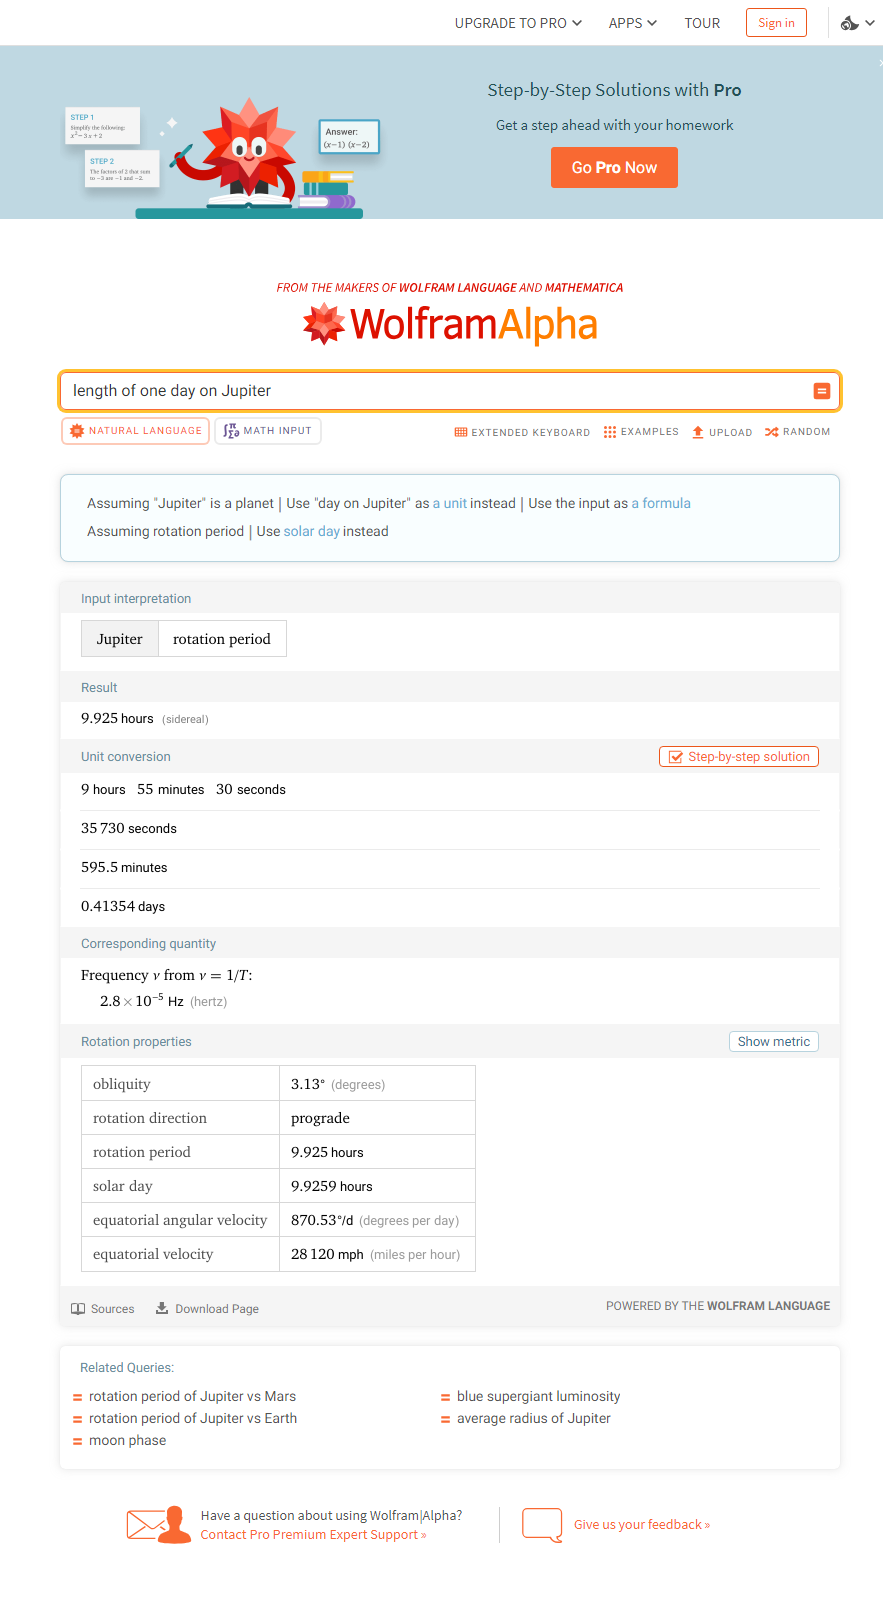 UPGRADE TO PRO APPS TOUR Sign in
Step-by-Step Solutions with Pro
Get a step ahead with your homework
Go Pro Now
STEP 1
Simplify the following:
x² − 3 x + 2
STEP 2
The factors of 2 that sum
to −3 are −1 and −2.
Answer:
(x−1) (x−2)
FROM THE MAKERS OF WOLFRAM LANGUAGE AND MATHEMATICA
WolframAlpha
length of one day on Jupiter
NATURAL LANGUAGE MATH INPUT EXTENDED KEYBOARD EXAMPLES UPLOAD RANDOM
Assuming "Jupiter" is a planet | Use "day on Jupiter" as a unit instead | Use the input as a formula
Assuming rotation period | Use solar day instead
Input interpretation
Jupiter rotation period
Result
9.925 hours (sidereal)
Unit conversion Step-by-step solution
9 hours 55 minutes 30 seconds
35 730 seconds
595.5 minutes
0.41354 days
Corresponding quantity
Frequency ν from ν = 1/T:
2.8 × 10⁻⁵ Hz (hertz)
Rotation properties Show metric
obliquity 3.13° (degrees)
rotation direction prograde
rotation period 9.925 hours
solar day 9.9259 hours
equatorial angular velocity 870.53°/d (degrees per day)
equatorial velocity 28 120 mph (miles per hour)
Sources Download Page POWERED BY THE WOLFRAM LANGUAGE
Related Queries:
rotation period of Jupiter vs Mars
rotation period of Jupiter vs Earth
moon phase
blue supergiant luminosity
average radius of Jupiter
Have a question about using Wolfram|Alpha?
Contact Pro Premium Expert Support »
Give us your feedback »